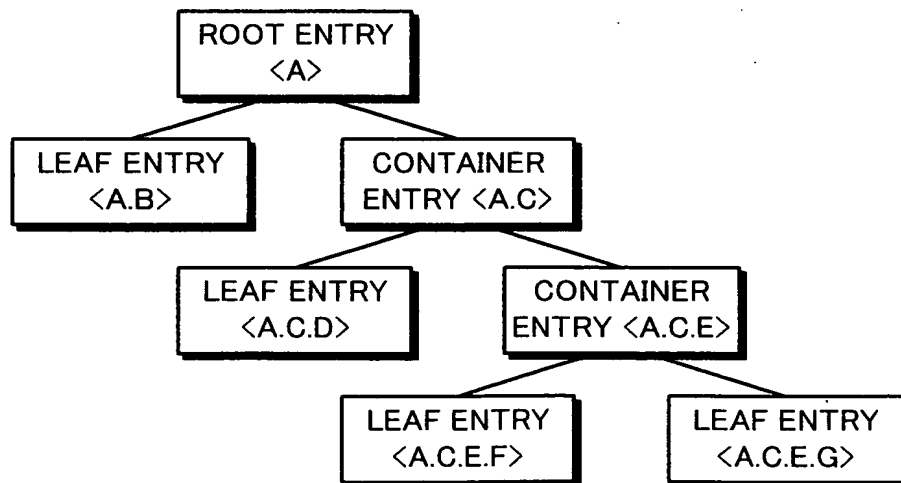 ROOT ENTRY
<A>
LEAF ENTRY
<A.B>
CONTAINER
ENTRY <A.C>
LEAF ENTRY
<A.C.D>
CONTAINER
ENTRY <A.C.E>
LEAF ENTRY
<A.C.E.F>
LEAF ENTRY
<A.C.E.G>